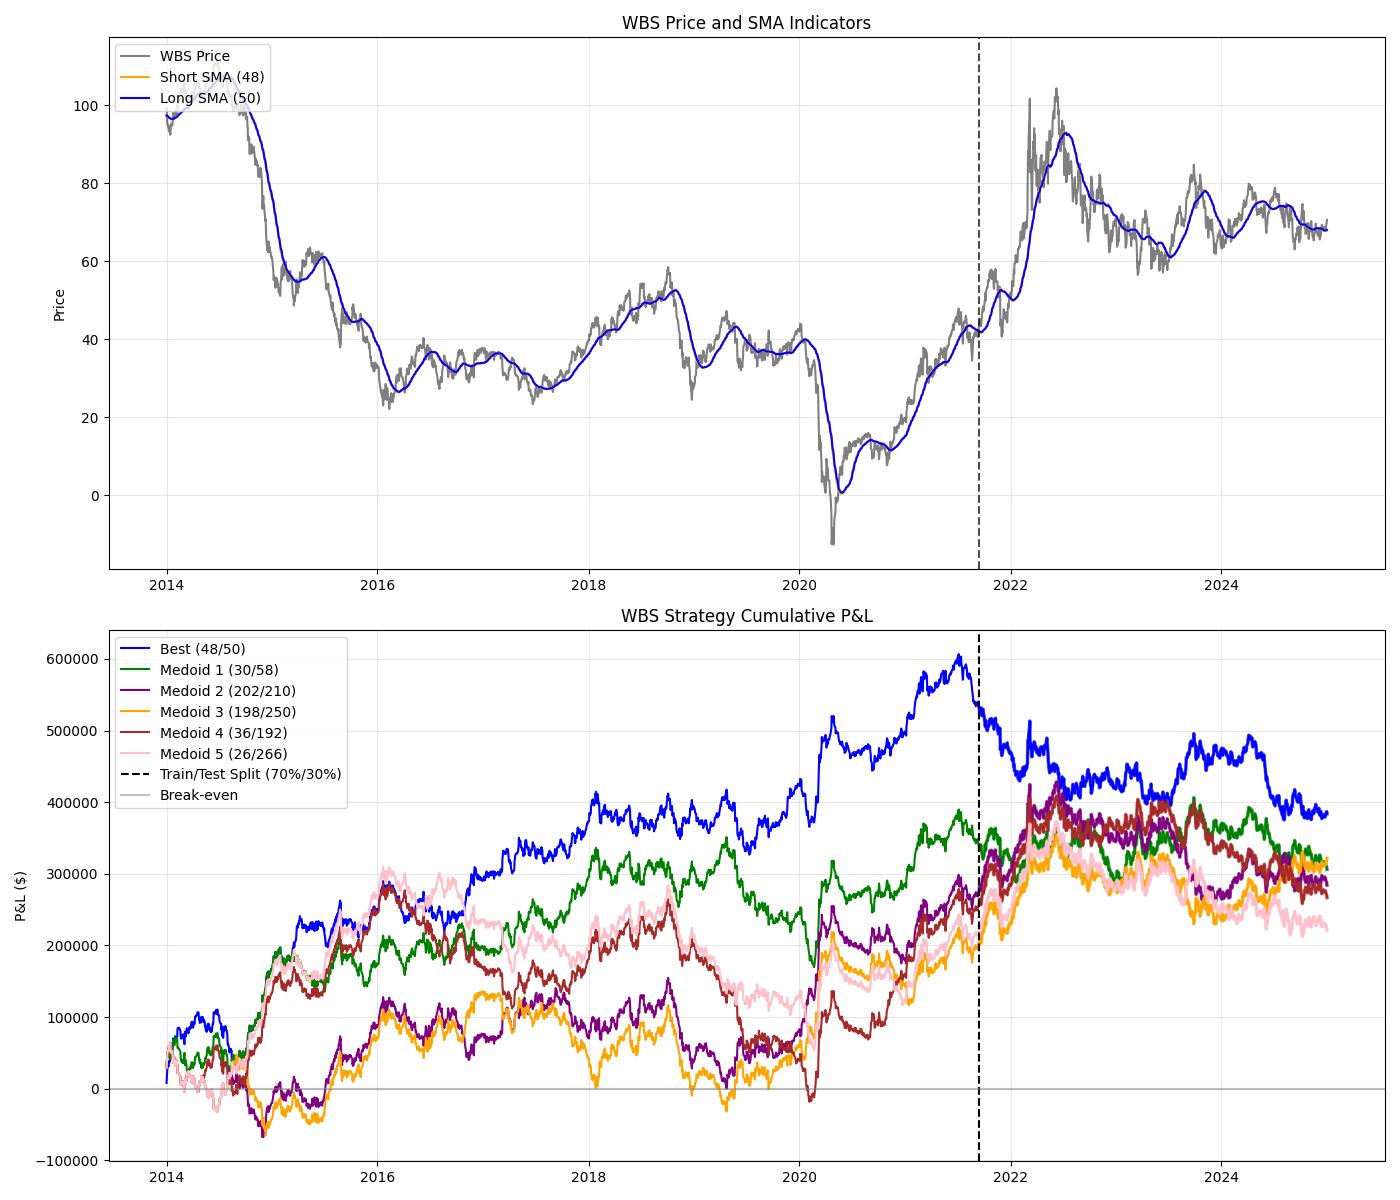 WBS Price and SMA Indicators
WBS Price
Short SMA (48)
Long SMA (50)
Price
100
80
60
40
20
0
2014 2016 2018 2020 2022 2024
WBS Strategy Cumulative P&L
Best (48/50)
Medoid 1 (30/58)
Medoid 2 (202/210)
Medoid 3 (198/250)
Medoid 4 (36/192)
Medoid 5 (26/266)
Train/Test Split (70%/30%)
Break-even
P&L ($)
600000
500000
400000
300000
200000
100000
0
−100000
2014 2016 2018 2020 2022 2024